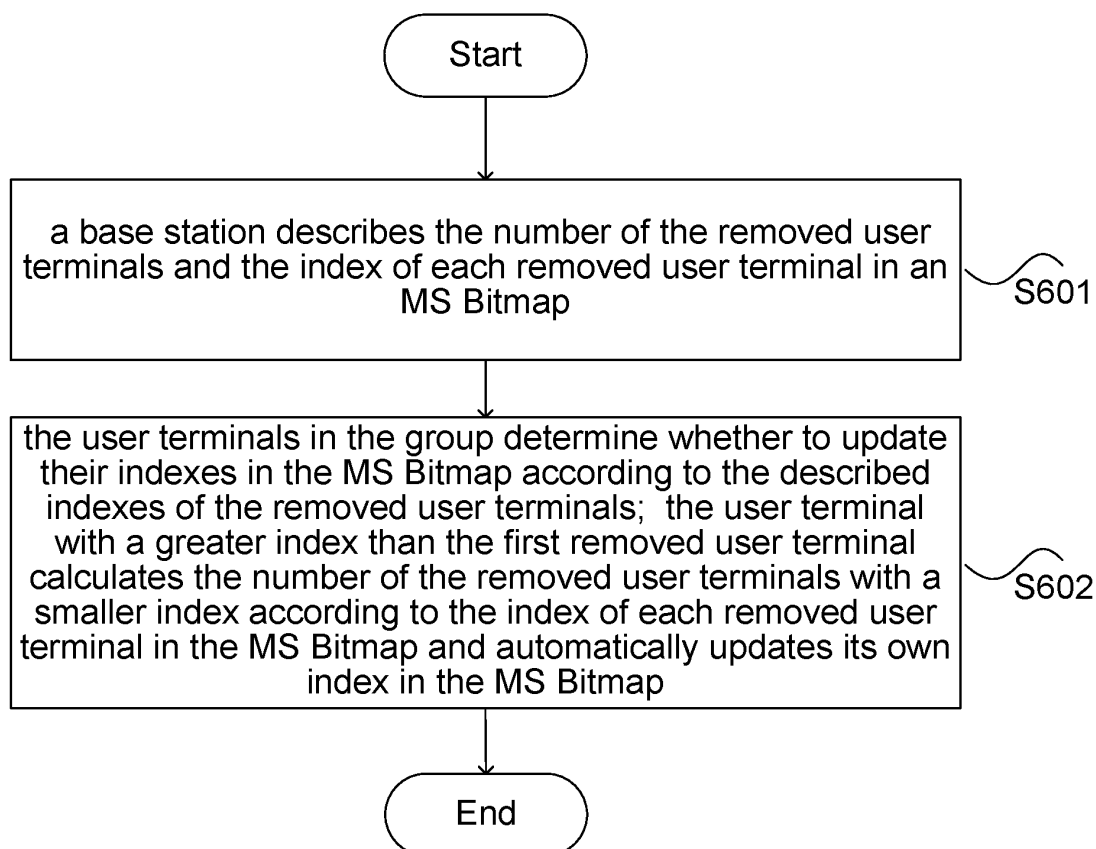 Start
a base station describes the number of the removed user
terminals and the index of each removed user terminal in an
MS Bitmap
S601
the user terminals in the group determine whether to update
their indexes in the MS Bitmap according to the described
indexes of the removed user terminals;  the user terminal
with a greater index than the first removed user terminal
calculates the number of the removed user terminals with a
smaller index according to the index of each removed user
terminal in the MS Bitmap and automatically updates its own
index in the MS Bitmap
S602
End